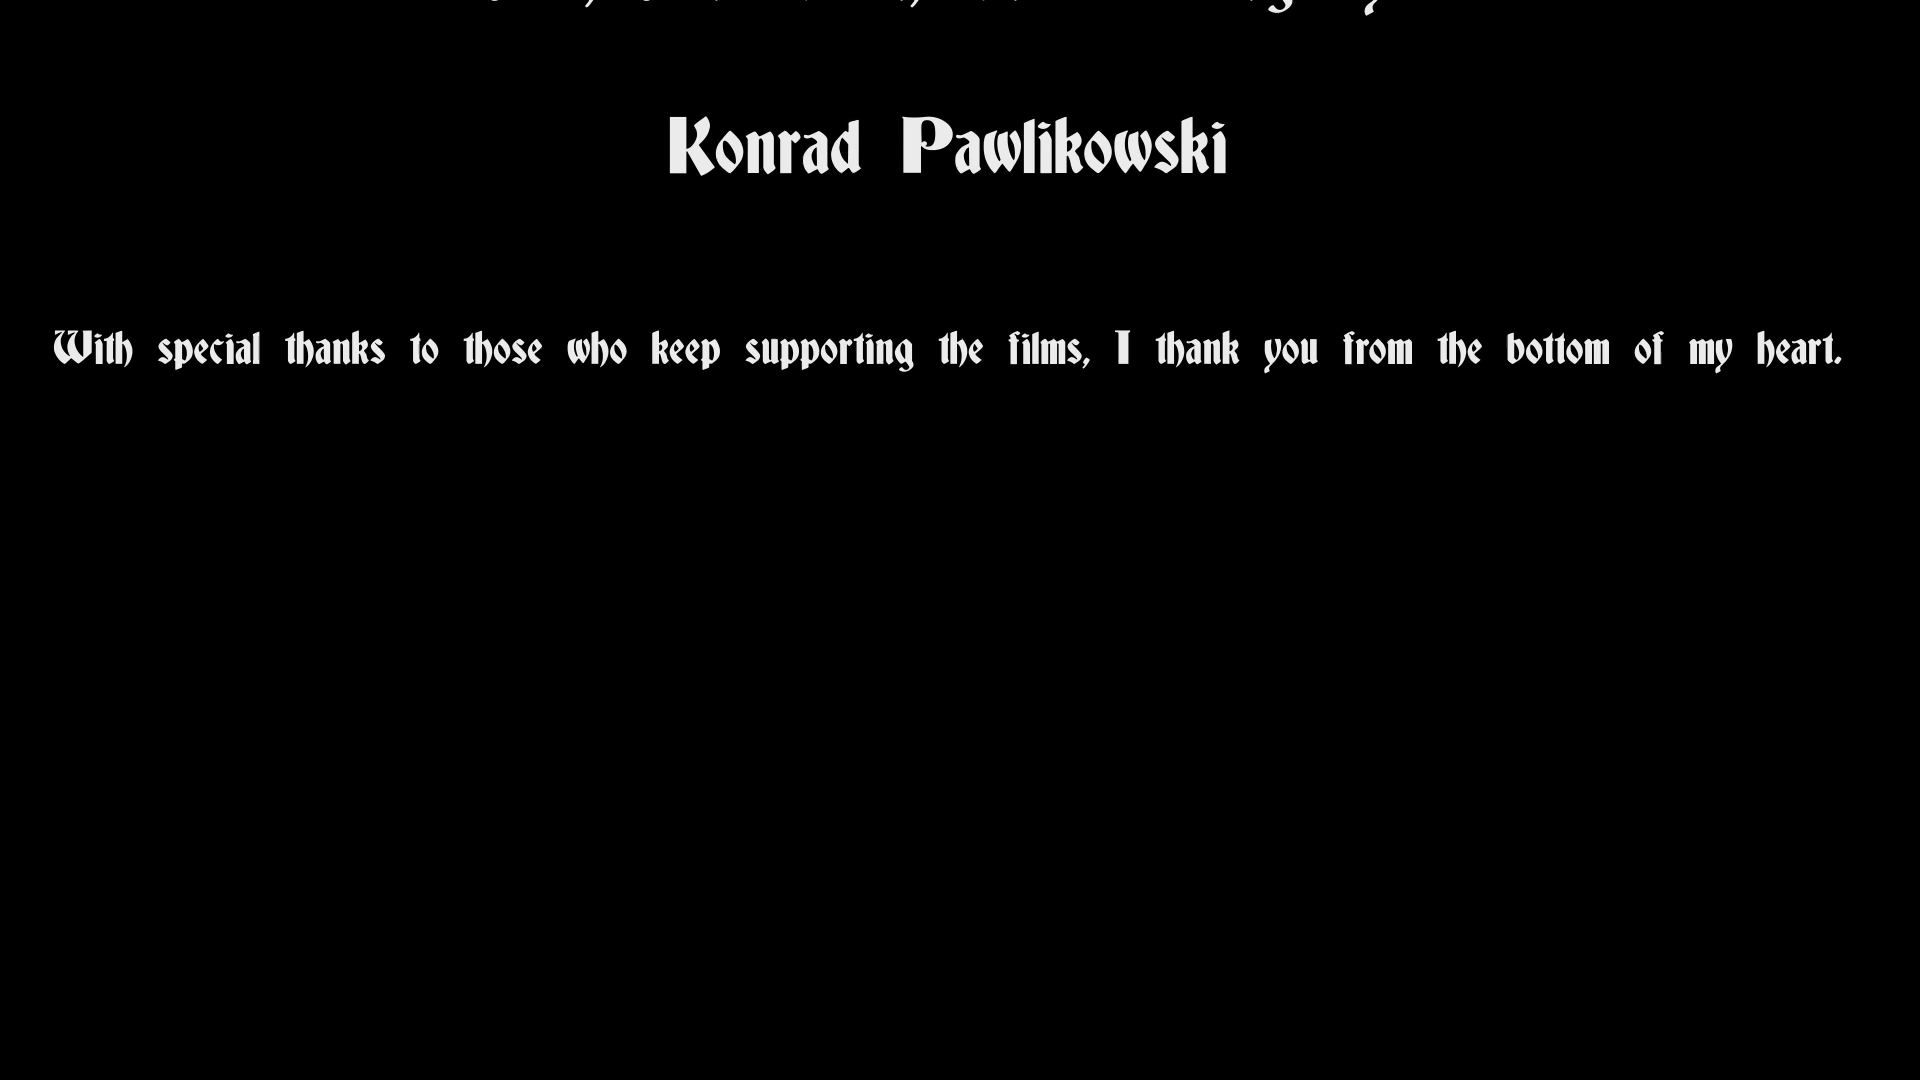 Konrad Pawlikowski
With special thanks to those who keep supporting the films, I thank you from the bottom of my heart.